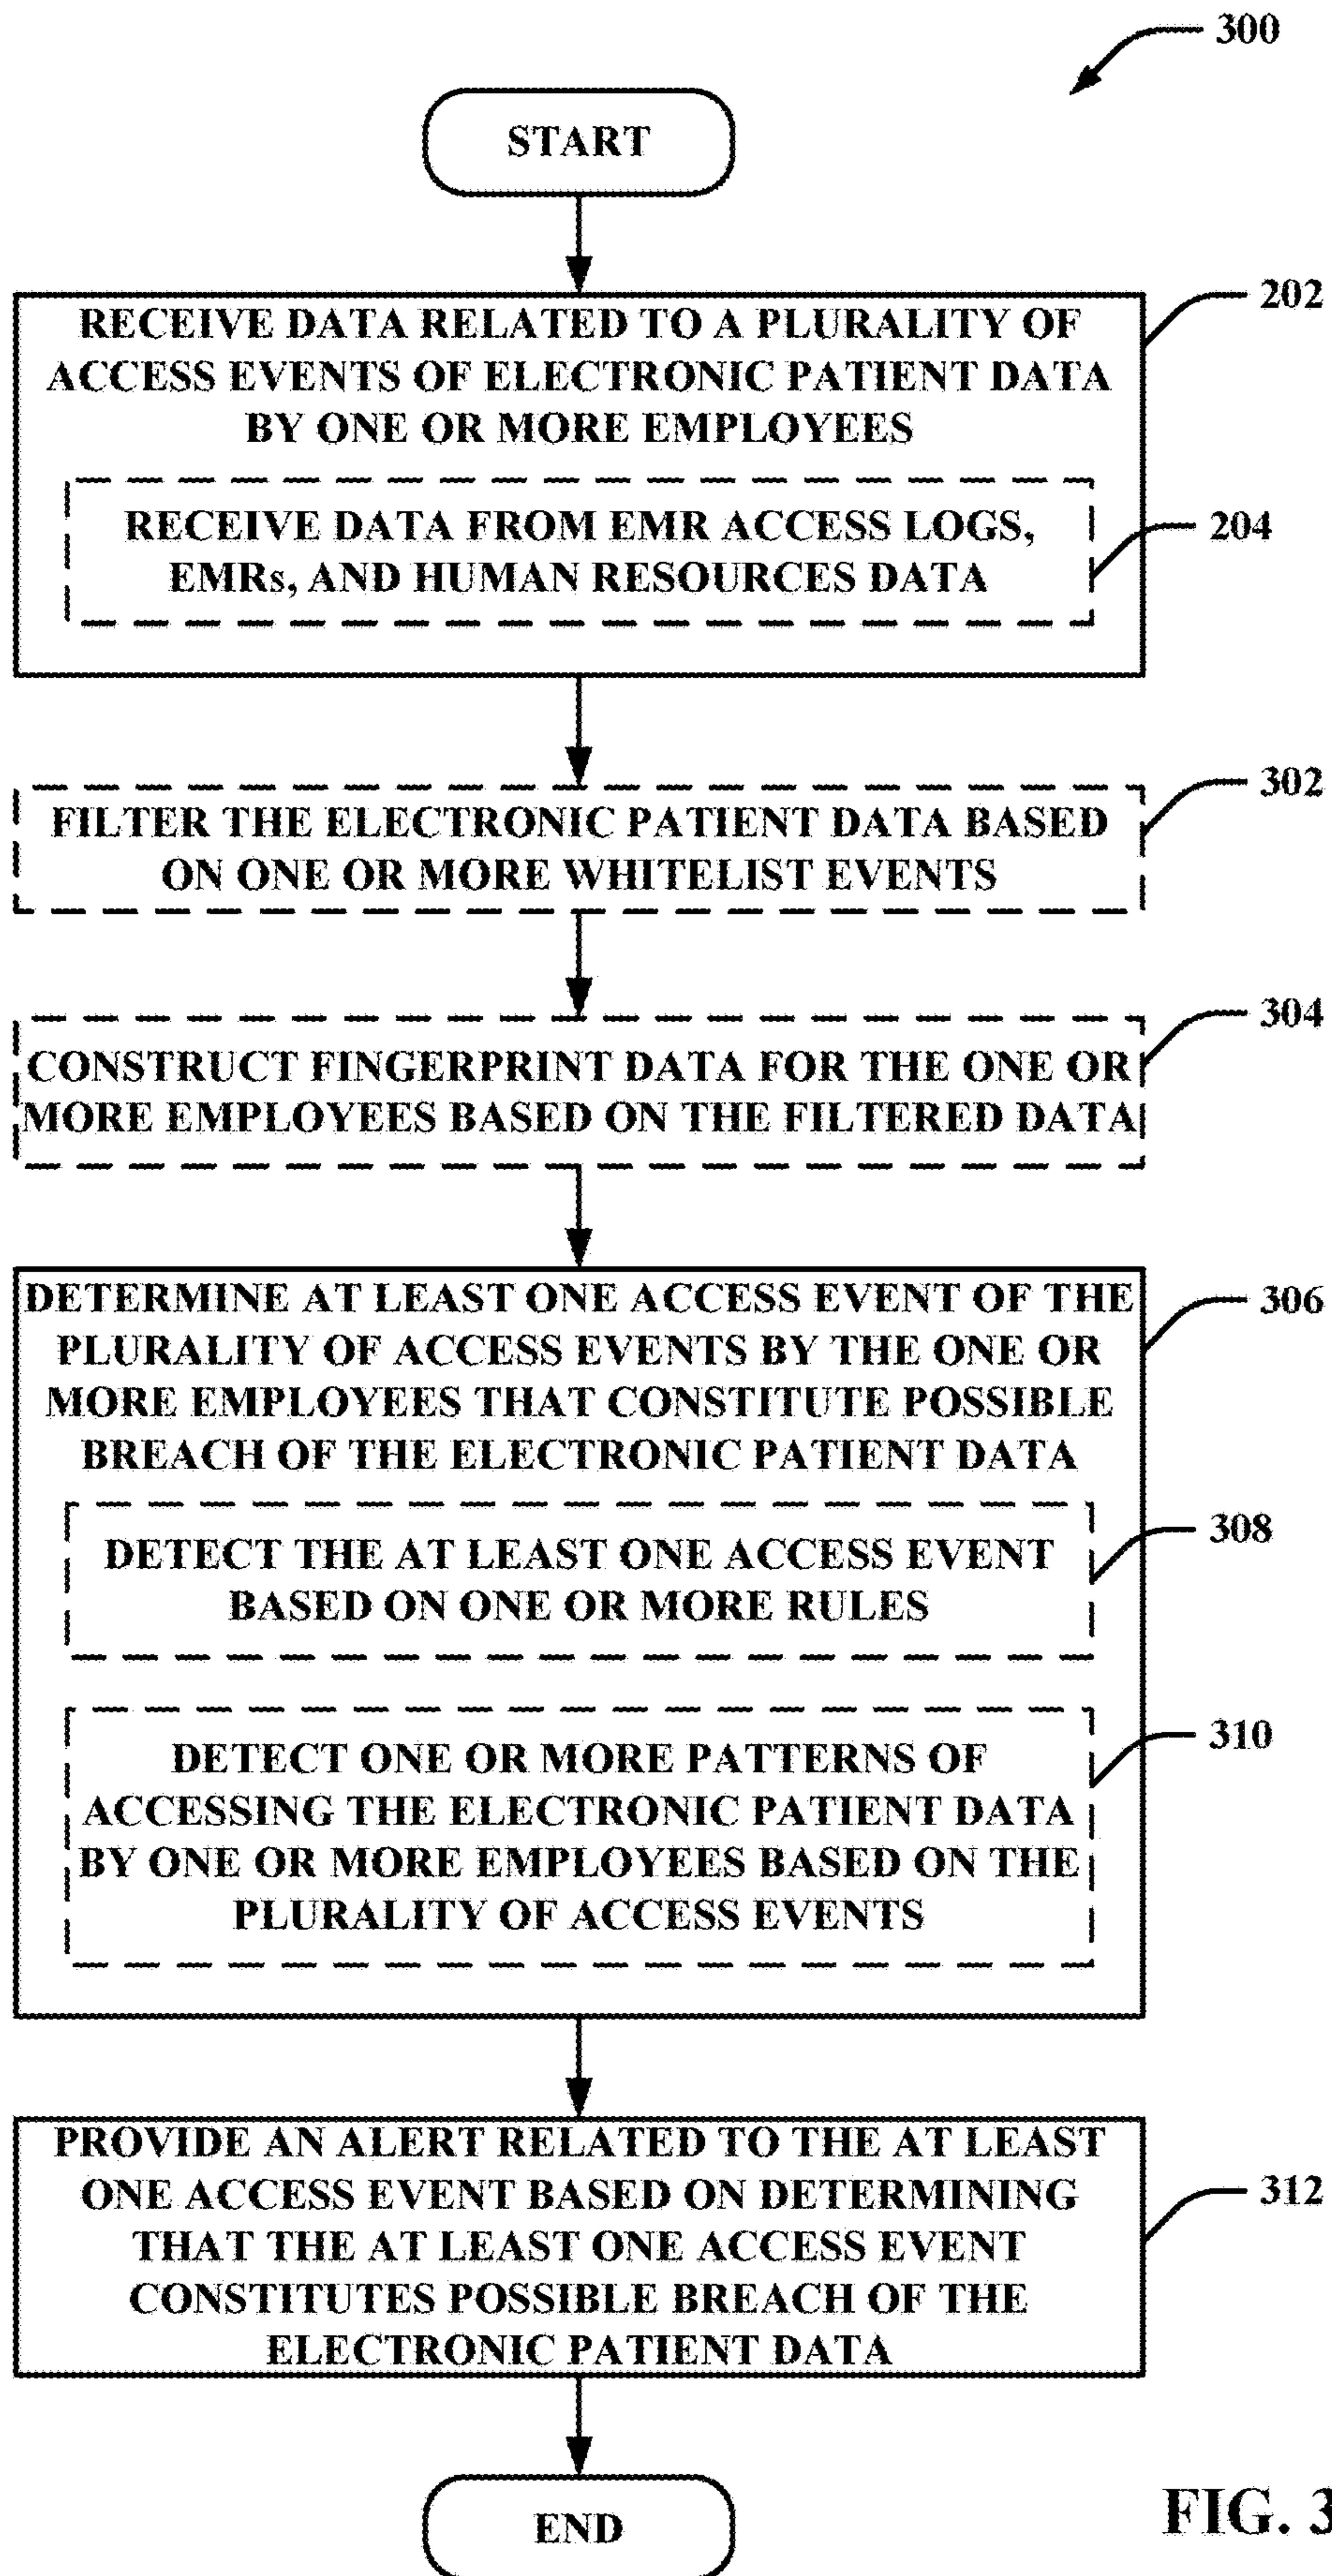 300
START
202
RECEIVE DATA RELATED TO A PLURALITY OF
ACCESS EVENTS OF ELECTRONIC PATIENT DATA
BY ONE OR MORE EMPLOYEES
204
RECEIVE DATA FROM EMR ACCESS LOGS,
EMRs, AND HUMAN RESOURCES DATA
302
FILTER THE ELECTRONIC PATIENT DATA BASED
ON ONE OR MORE WHITELIST EVENTS
304
CONSTRUCT FINGERPRINT DATA FOR THE ONE OR
MORE EMPLOYEES BASED ON THE FILTERED DATA
306
DETERMINE AT LEAST ONE ACCESS EVENT OF THE
PLURALITY OF ACCESS EVENTS BY THE ONE OR
MORE EMPLOYEES THAT CONSTITUTE POSSIBLE
BREACH OF THE ELECTRONIC PATIENT DATA
308
DETECT THE AT LEAST ONE ACCESS EVENT
BASED ON ONE OR MORE RULES
310
DETECT ONE OR MORE PATTERNS OF
ACCESSING THE ELECTRONIC PATIENT DATA
BY ONE OR MORE EMPLOYEES BASED ON THE
PLURALITY OF ACCESS EVENTS
312
PROVIDE AN ALERT RELATED TO THE AT LEAST
ONE ACCESS EVENT BASED ON DETERMINING
THAT THE AT LEAST ONE ACCESS EVENT
CONSTITUTES POSSIBLE BREACH OF THE
ELECTRONIC PATIENT DATA
END
FIG. 3